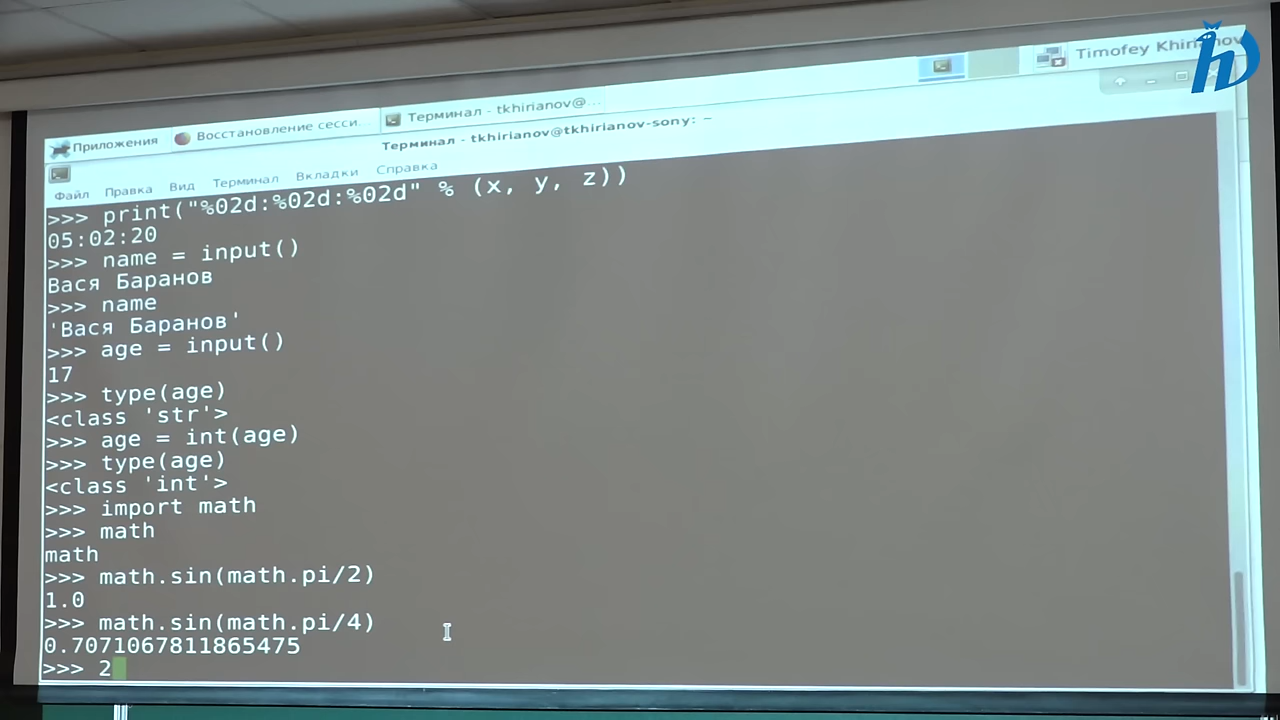 Timofey Khirianov
Приложения
Восстановление сесси...
Терминал - tkhirianov@...
Терминал - tkhirianov@tkhirianov-sony: ~
Файл Правка Вид Терминал Вкладки Справка
>>> print("%02d:%02d:%02d" % (x, y, z))
05:02:20
>>> name = input()
Вася Баранов
>>> name
'Вася Баранов'
>>> age = input()
17
>>> type(age)
<class 'str'>
>>> age = int(age)
>>> type(age)
<class 'int'>
>>> import math
>>> math
math
>>> math.sin(math.pi/2)
1.0
>>> math.sin(math.pi/4)
0.7071067811865475
>>> 2